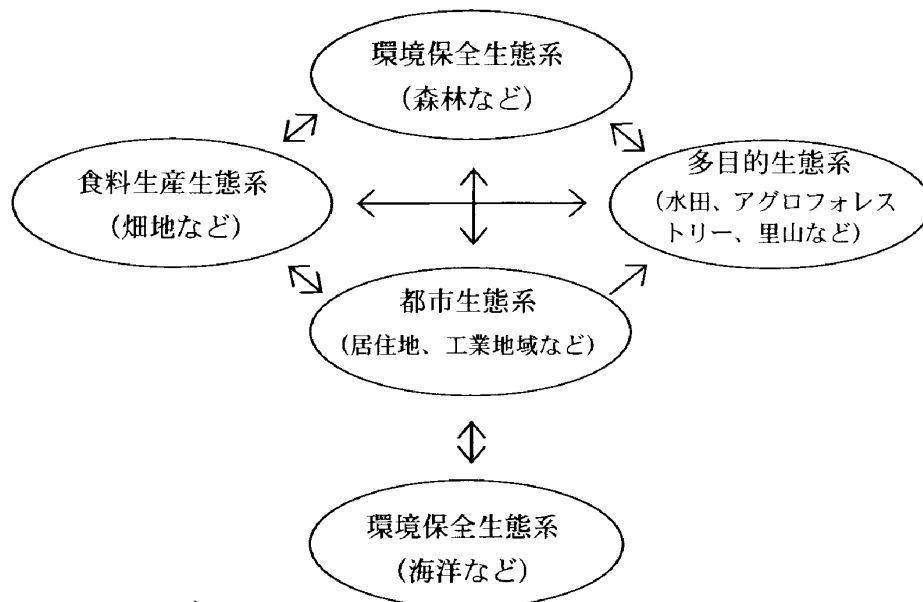 環境保全生態系
(森林など)
食料生産生態系
(畑地など)
多目的生態系
(水田、アグロフォレス
トリー、里山など)
都市生態系
(居住地、工業地域など)
環境保全生態系
(海洋など)